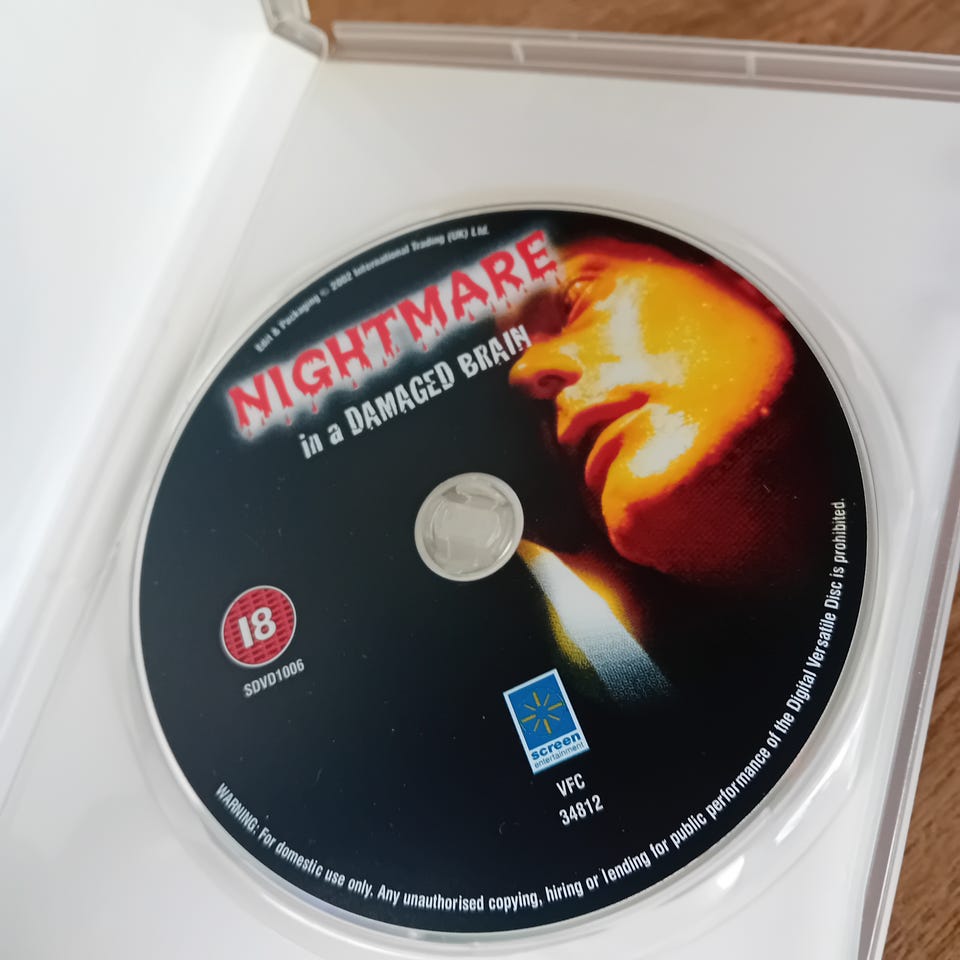 Edit & Packaging © 2002 International Trading (UK) Ltd.
NIGHTMARE
in a DAMAGED BRAIN
18
SDVD1006
screen
entertainment
VFC
34812
WARNING: For domestic use only. Any unauthorised copying, hiring or lending for public performance of the Digital Versatile Disc is prohibited.